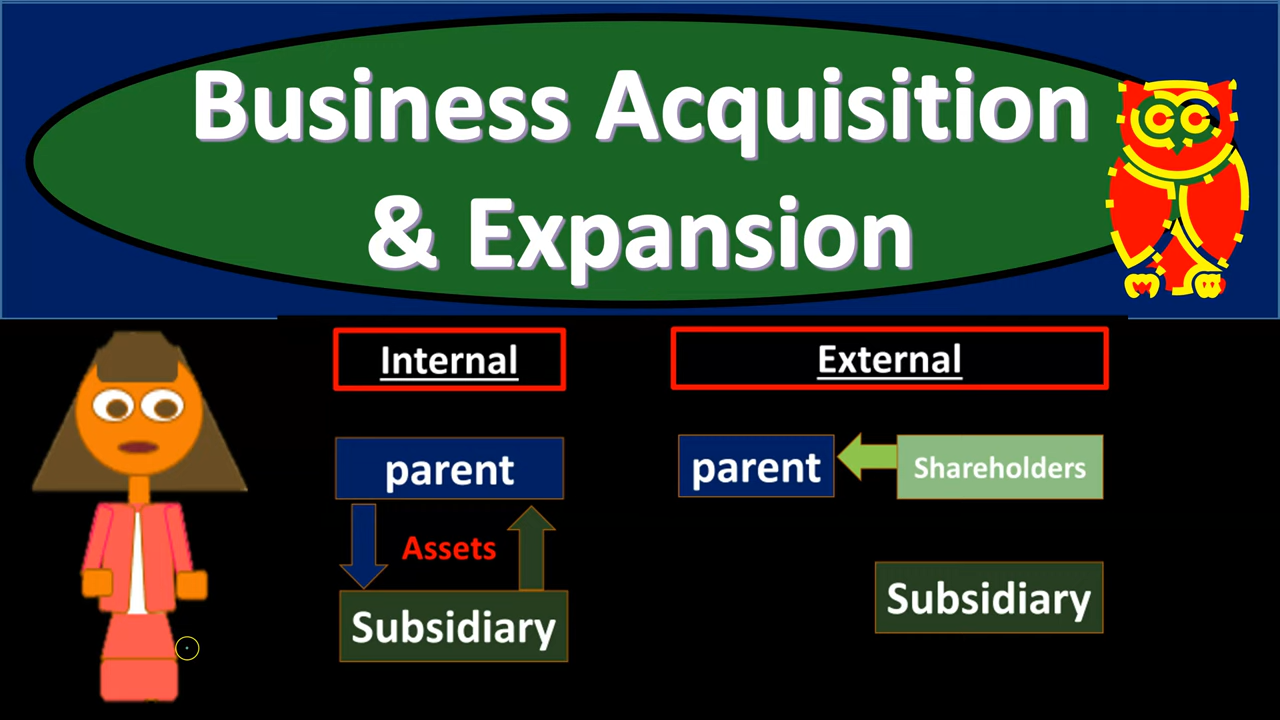 Business Acquisition
& Expansion
Internal
External
parent
parent
Shareholders
Assets
Subsidiary
Subsidiary